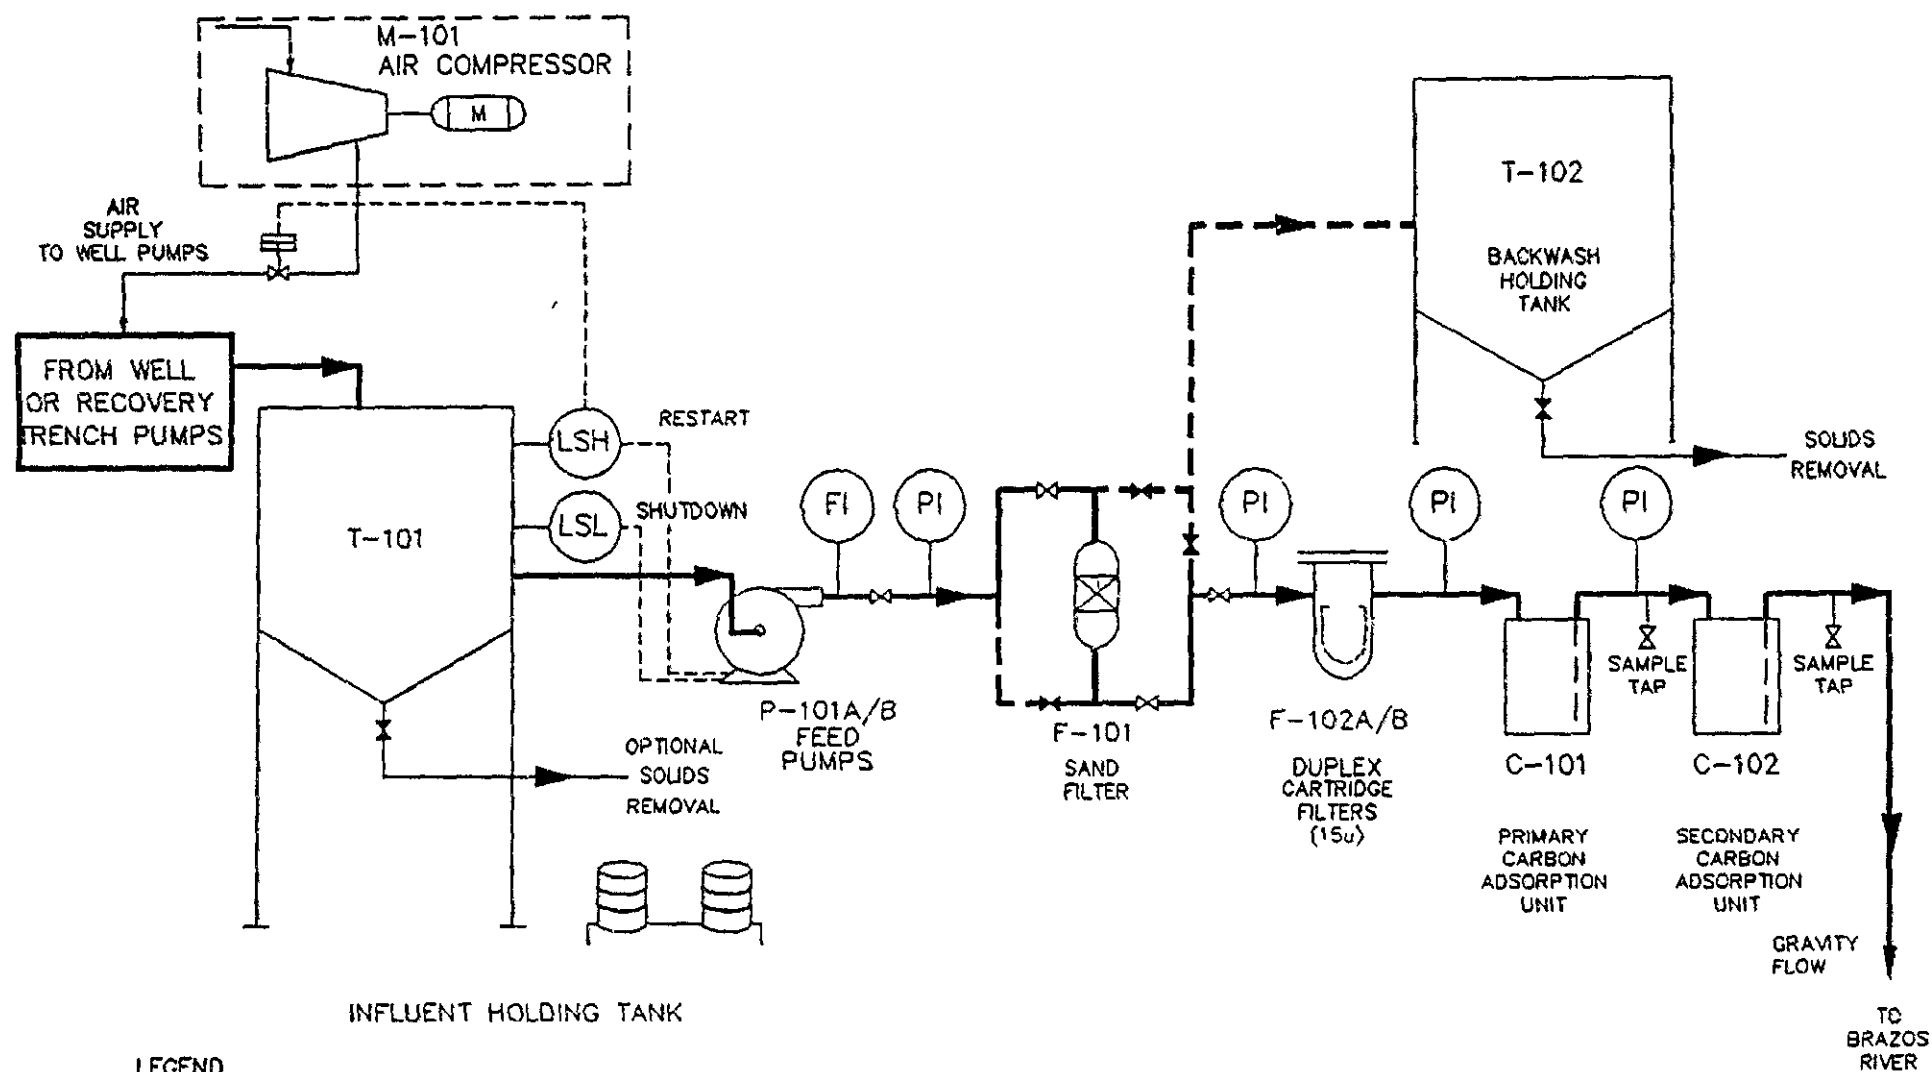 M-101
AIR COMPRESSOR
M
AIR
SUPPLY
TO WELL PUMPS
FROM WELL
OR RECOVERY
TRENCH PUMPS
T-101
LSH
RESTART
LSL
SHUTDOWN
OPTIONAL
SOLIDS
REMOVAL
P-101A/B
FEED
PUMPS
FI
PI
F-101
SAND
FILTER
T-102
BACKWASH
HOLDING
TANK
SOLIDS
REMOVAL
PI
PI
PI
F-102A/B
DUPLEX
CARTRIDGE
FILTERS
(15u)
C-101
PRIMARY
CARBON
ADSORPTION
UNIT
SAMPLE
TAP
C-102
SECONDARY
CARBON
ADSORPTION
UNIT
SAMPLE
TAP
GRAVITY
FLOW
TO
BRAZOS
RIVER
INFLUENT HOLDING TANK
LEGEND